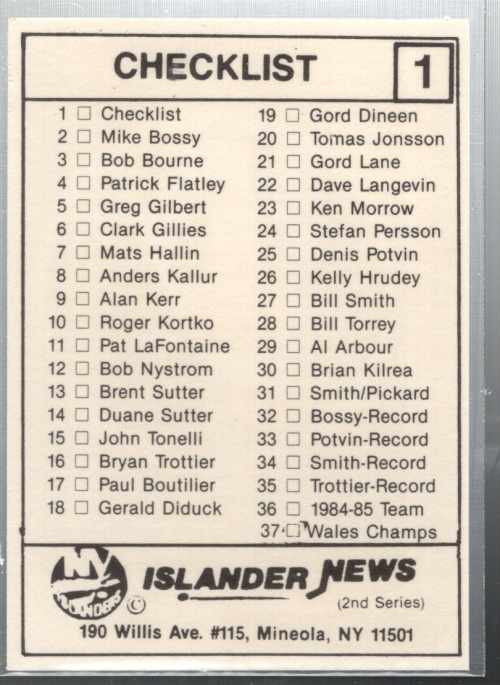 CHECKLIST 1
1 □ Checklist
2 □ Mike Bossy
3 □ Bob Bourne
4 □ Patrick Flatley
5 □ Greg Gilbert
6 □ Clark Gillies
7 □ Mats Hallin
8 □ Anders Kallur
9 □ Alan Kerr
10 □ Roger Kortko
11 □ Pat LaFontaine
12 □ Bob Nystrom
13 □ Brent Sutter
14 □ Duane Sutter
15 □ John Tonelli
16 □ Bryan Trottier
17 □ Paul Boutilier
18 □ Gerald Diduck
19 □ Gord Dineen
20 □ Tomas Jonsson
21 □ Gord Lane
22 □ Dave Langevin
23 □ Ken Morrow
24 □ Stefan Persson
25 □ Denis Potvin
26 □ Kelly Hrudey
27 □ Bill Smith
28 □ Bill Torrey
29 □ Al Arbour
30 □ Brian Kilrea
31 □ Smith/Pickard
32 □ Bossy-Record
33 □ Potvin-Record
34 □ Smith-Record
35 □ Trottier-Record
36 □ 1984-85 Team
37 □ Wales Champs
NY
ISLANDERS
©
ISLANDER NEWS
(2nd Series)
190 Willis Ave. #115, Mineola, NY 11501